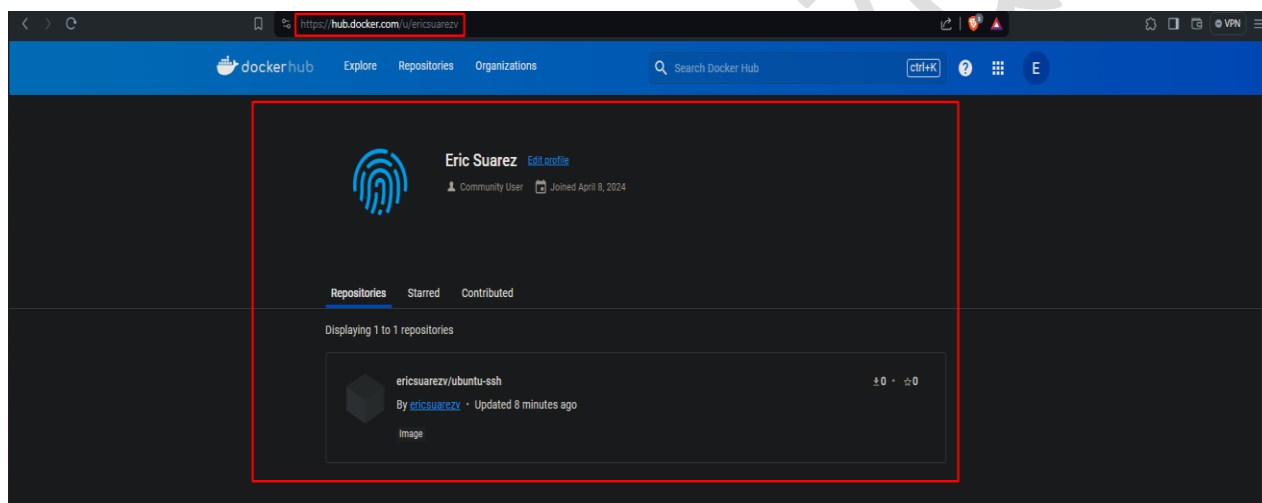 https://hub.docker.com/u/ericsuarezv
VPN
dockerhub Explore Repositories Organizations Search Docker Hub ctrl+K ? E
Eric Suarez Edit profile
Community User Joined April 8, 2024
Repositories Starred Contributed
Displaying 1 to 1 repositories
ericsuarezv/ubuntu-ssh 0 · 0
By ericsuarezv · Updated 8 minutes ago
Image